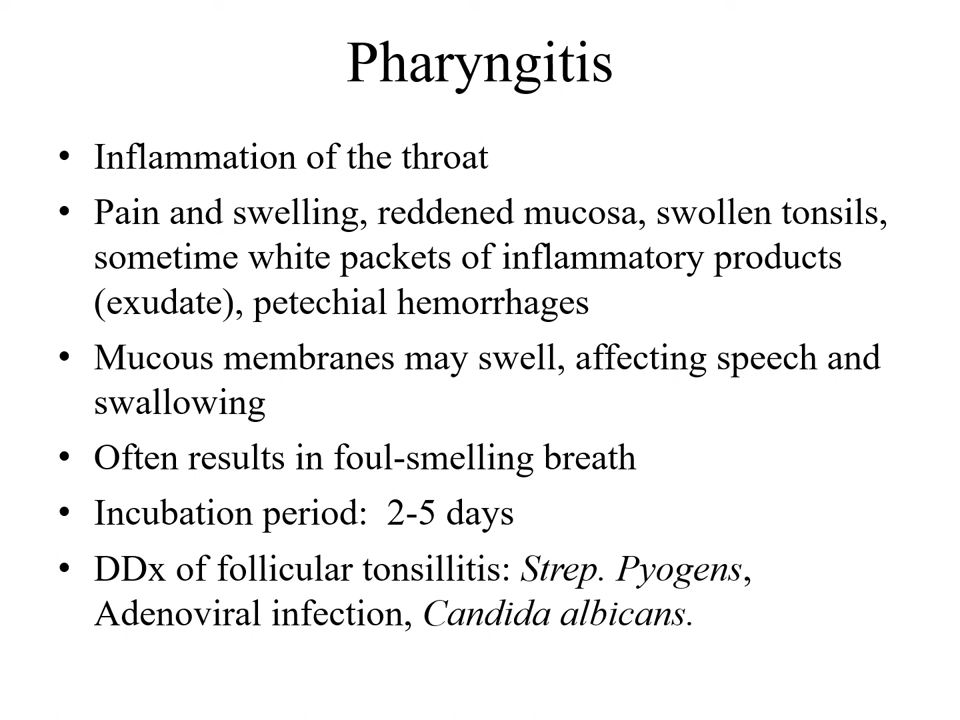 Pharyngitis
• Inflammation of the throat
• Pain and swelling, reddened mucosa, swollen tonsils,
sometime white packets of inflammatory products
(exudate), petechial hemorrhages
• Mucous membranes may swell, affecting speech and
swallowing
• Often results in foul-smelling breath
• Incubation period:  2-5 days
• DDx of follicular tonsillitis: Strep. Pyogens,
Adenoviral infection, Candida albicans.